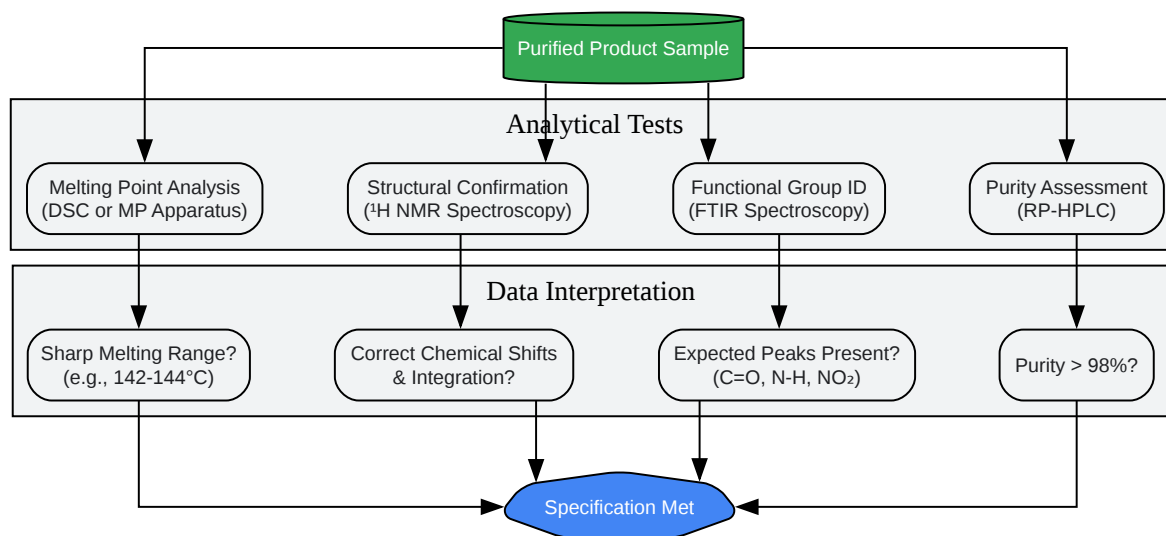 Purified Product Sample
Analytical Tests
Melting Point Analysis
(DSC or MP Apparatus)
Structural Confirmation
(¹H NMR Spectroscopy)
Functional Group ID
(FTIR Spectroscopy)
Purity Assessment
(RP-HPLC)
Data Interpretation
Sharp Melting Range?
(e.g., 142-144°C)
Correct Chemical Shifts
& Integration?
Expected Peaks Present?
(C=O, N-H, NO₂)
Purity > 98%?
Specification Met